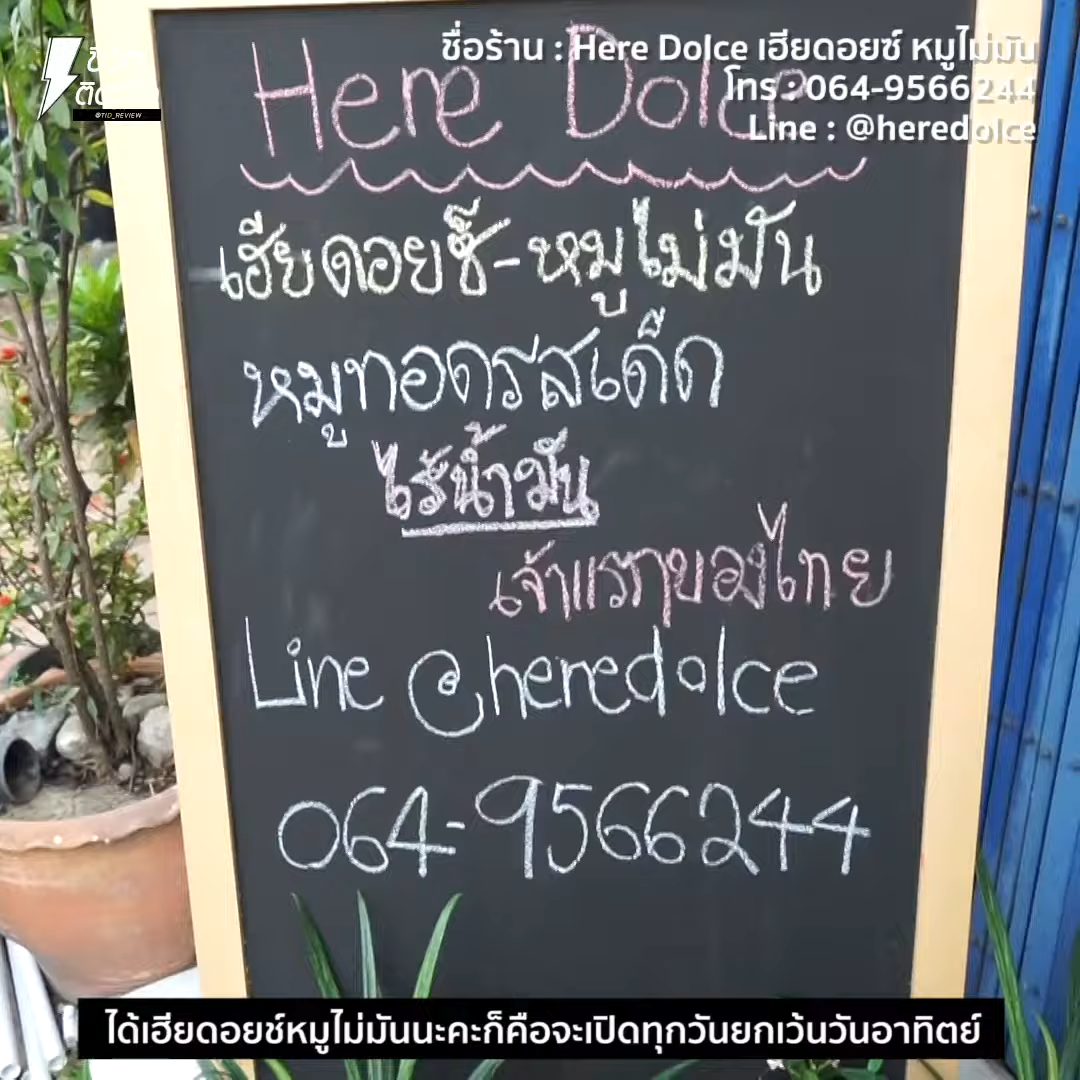 ชื่อร้าน : Here Dolce เฮียดอยซ์ หมูไม่มัน
โทร : 064-9566244
Line : @heredolce
@TID_REVIEW
Here Dolce
เฮียดอยซ์-หมูไม่มัน
หมูทอดรสเด็ด
ไร้น้ำมัน
เจ้าแรกของไทย
Line @heredolce
064-9566244
ได้เฮียดอยซ์หมูไม่มันนะคะก็คือจะเปิดทุกวันยกเว้นวันอาทิตย์